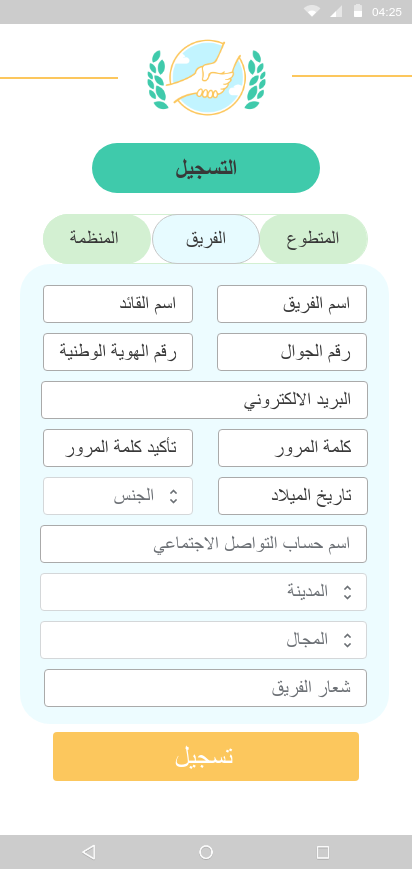 04:25
التسجيل
المتطوع الفريق المنظمة
اسم الفريق اسم القائد
رقم الجوال رقم الهوية الوطنية
البريد الالكتروني
كلمة المرور تأكيد كلمة المرور
تاريخ الميلاد الجنس
اسم حساب التواصل الاجتماعي
المدينة
المجال
شعار الفريق
تسجيل